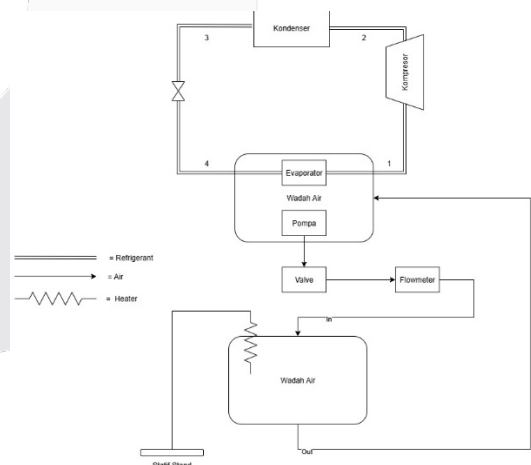 Kondenser
3
2
Kompresor
4
1
Evaporator
Wadah Air
Pompa
= Refrigerant
= Air
= Heater
Valve
Flowmeter
In
Wadah Air
Out
Statif Stand